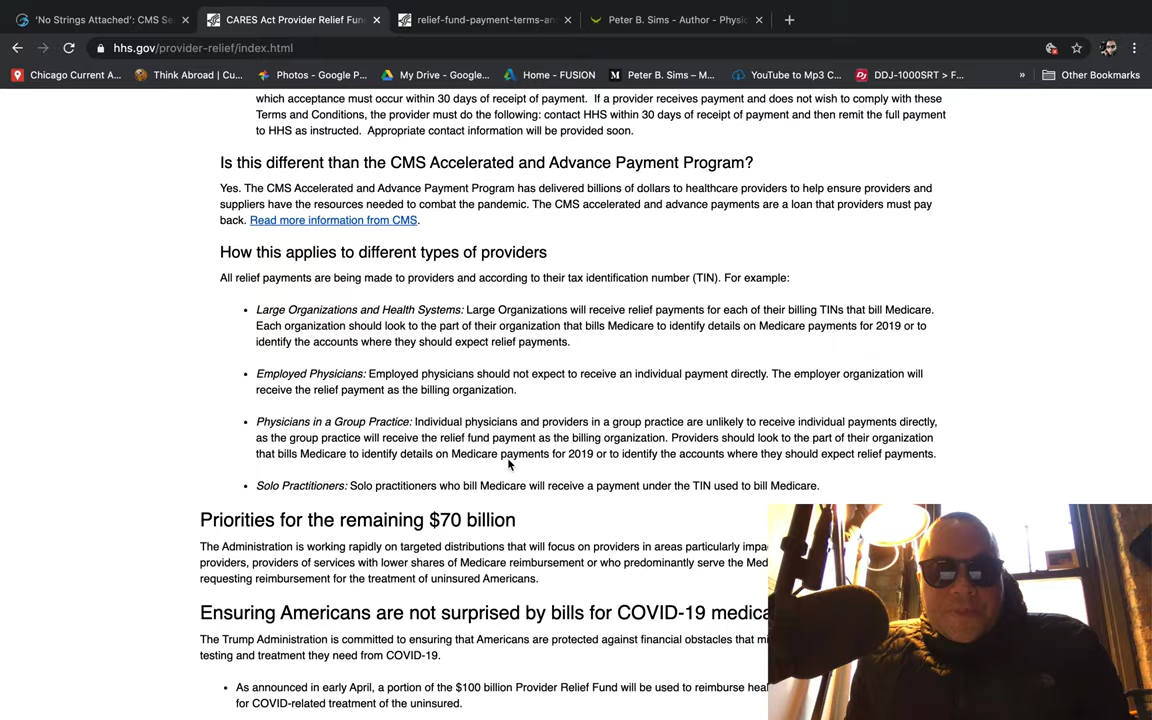 'No Strings Attached': CMS Se
CARES Act Provider Relief Fun
relief-fund-payment-terms-an
Peter B. Sims - Author - Physic
hhs.gov/provider-relief/index.html
Chicago Current A...
Think Abroad | Cu...
Photos - Google P...
My Drive - Google...
Home - FUSION
Peter B. Sims – M...
YouTube to Mp3 C...
DDJ-1000SRT > F...
»
Other Bookmarks
which acceptance must occur within 30 days of receipt of payment. If a provider receives payment and does not wish to comply with these
Terms and Conditions, the provider must do the following: contact HHS within 30 days of receipt of payment and then remit the full payment
to HHS as instructed. Appropriate contact information will be provided soon.
Is this different than the CMS Accelerated and Advance Payment Program?
Yes. The CMS Accelerated and Advance Payment Program has delivered billions of dollars to healthcare providers to help ensure providers and
suppliers have the resources needed to combat the pandemic. The CMS accelerated and advance payments are a loan that providers must pay
back. Read more information from CMS.
How this applies to different types of providers
All relief payments are being made to providers and according to their tax identification number (TIN). For example:
• Large Organizations and Health Systems: Large Organizations will receive relief payments for each of their billing TINs that bill Medicare.
Each organization should look to the part of their organization that bills Medicare to identify details on Medicare payments for 2019 or to
identify the accounts where they should expect relief payments.
• Employed Physicians: Employed physicians should not expect to receive an individual payment directly. The employer organization will
receive the relief payment as the billing organization.
• Physicians in a Group Practice: Individual physicians and providers in a group practice are unlikely to receive individual payments directly,
as the group practice will receive the relief fund payment as the billing organization. Providers should look to the part of their organization
that bills Medicare to identify details on Medicare payments for 2019 or to identify the accounts where they should expect relief payments.
• Solo Practitioners: Solo practitioners who bill Medicare will receive a payment under the TIN used to bill Medicare.
Priorities for the remaining $70 billion
The Administration is working rapidly on targeted distributions that will focus on providers in areas particularly impa
providers, providers of services with lower shares of Medicare reimbursement or who predominantly serve the Med
requesting reimbursement for the treatment of uninsured Americans.
Ensuring Americans are not surprised by bills for COVID-19 medica
The Trump Administration is committed to ensuring that Americans are protected against financial obstacles that mi
testing and treatment they need from COVID-19.
• As announced in early April, a portion of the $100 billion Provider Relief Fund will be used to reimburse heal
for COVID-related treatment of the uninsured.